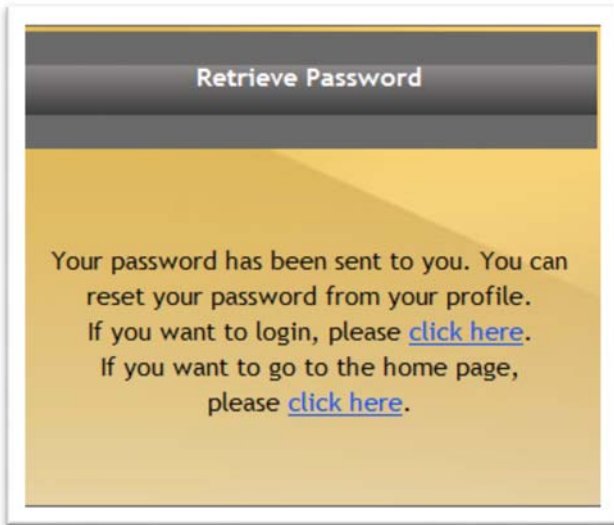 Retrieve Password
Your password has been sent to you. You can
reset your password from your profile.
If you want to login, please click here.
If you want to go to the home page,
please click here.